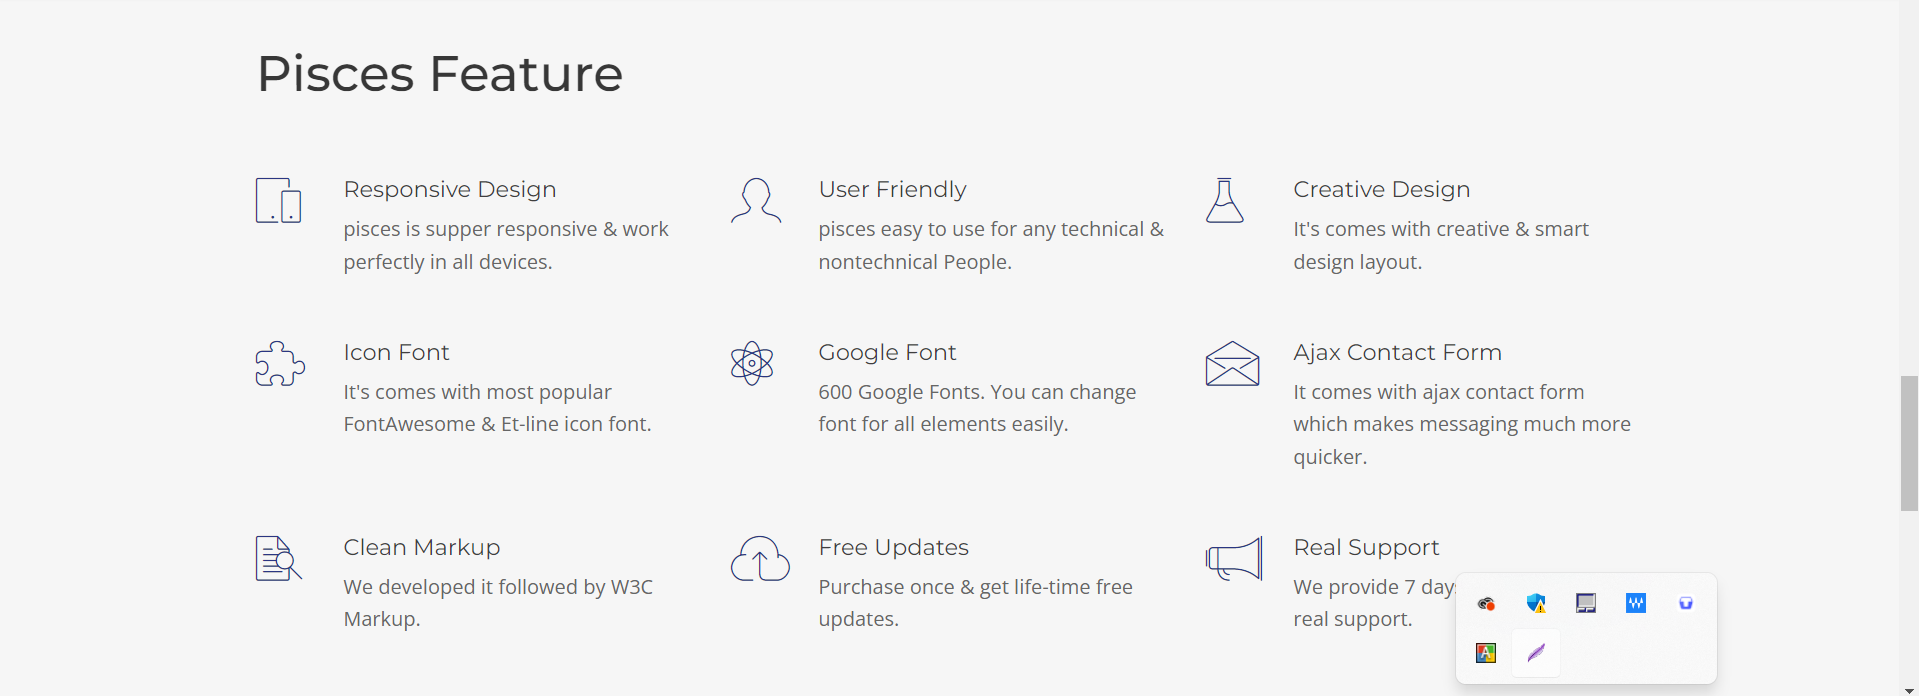 Pisces Feature
Responsive Design
pisces is supper responsive & work
perfectly in all devices.
User Friendly
pisces easy to use for any technical &
nontechnical People.
Creative Design
It's comes with creative & smart
design layout.
Icon Font
It's comes with most popular
FontAwesome & Et-line icon font.
Google Font
600 Google Fonts. You can change
font for all elements easily.
Ajax Contact Form
It comes with ajax contact form
which makes messaging much more
quicker.
Clean Markup
We developed it followed by W3C
Markup.
Free Updates
Purchase once & get life-time free
updates.
Real Support
We provide 7 day
real support.